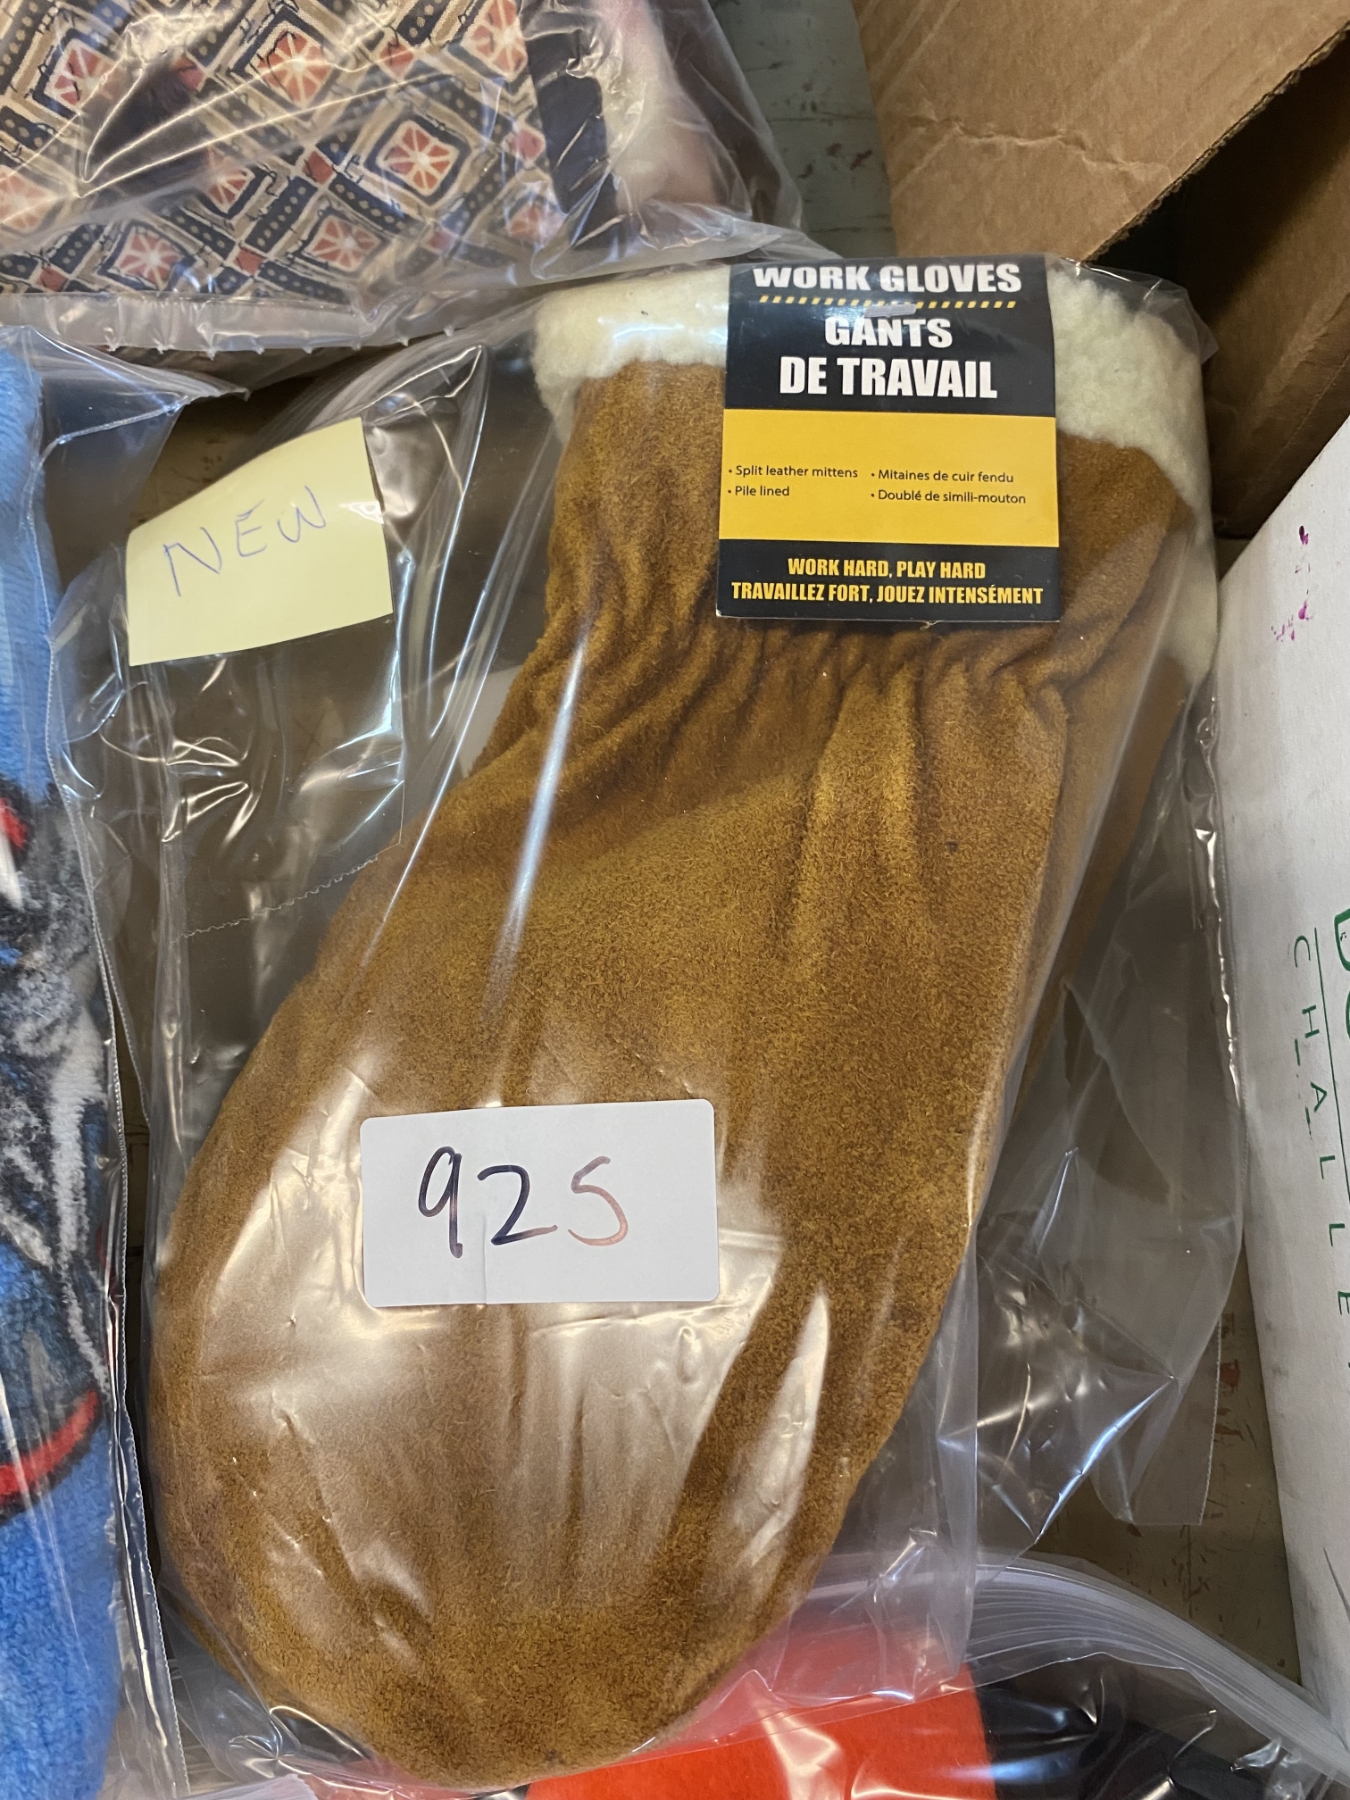 WORK GLOVES
GANTS
DE TRAVAIL
• Split leather mittens
• Pile lined
• Mitaines de cuir fendu
• Doublé de simili-mouton
WORK HARD, PLAY HARD
TRAVAILLEZ FORT, JOUEZ INTENSÉMENT
NEW
925